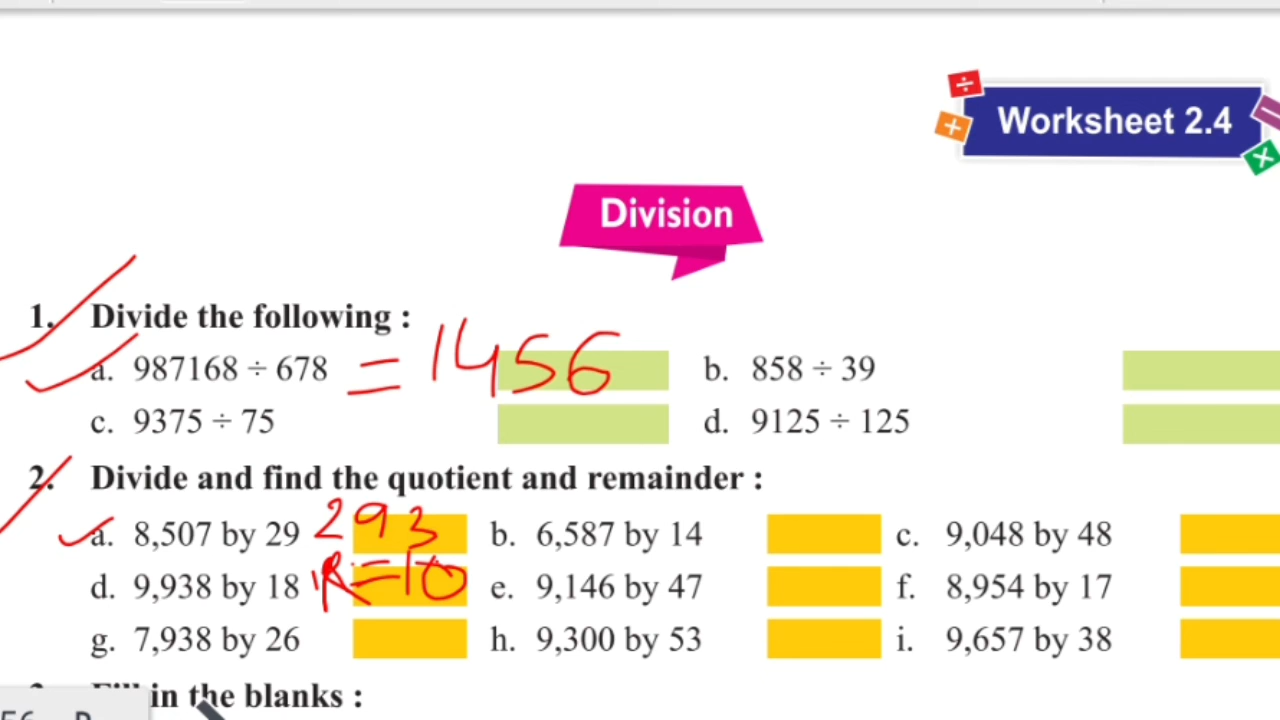 Worksheet 2.4
Division
1. Divide the following :
a. 987168 ÷ 678 = 1456 b. 858 ÷ 39
c. 9375 ÷ 75 d. 9125 ÷ 125
2. Divide and find the quotient and remainder :
a. 8,507 by 29 293 b. 6,587 by 14 c. 9,048 by 48
d. 9,938 by 18 R=10 e. 9,146 by 47 f. 8,954 by 17
g. 7,938 by 26 h. 9,300 by 53 i. 9,657 by 38
in the blanks :